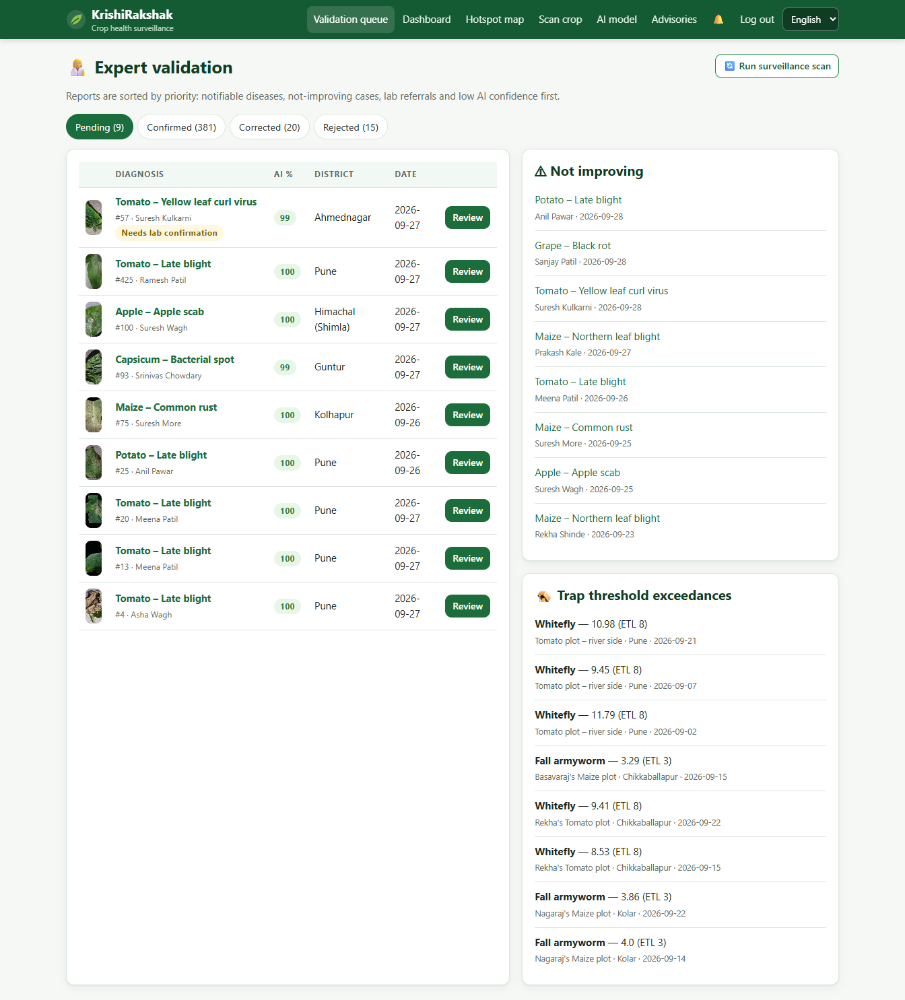 KrishiRakshak
Crop health surveillance
Validation queue
Dashboard
Hotspot map
Scan crop
AI model
Advisories
Log out
English
Expert validation
Run surveillance scan
Reports are sorted by priority: notifiable diseases, not-improving cases, lab referrals and low AI confidence first.
Pending (9)
Confirmed (381)
Corrected (20)
Rejected (15)
DIAGNOSIS AI % DISTRICT DATE
Tomato – Yellow leaf curl virus
#57 · Suresh Kulkarni
Needs lab confirmation
99
Ahmednagar
2026-
09-27
Review
Tomato – Late blight
#425 · Ramesh Patil
100
Pune
2026-
09-27
Review
Apple – Apple scab
#100 · Suresh Wagh
100
Himachal
(Shimla)
2026-
09-27
Review
Capsicum – Bacterial spot
#93 · Srinivas Chowdary
99
Guntur
2026-
09-27
Review
Maize – Common rust
#75 · Suresh More
100
Kolhapur
2026-
09-26
Review
Potato – Late blight
#25 · Anil Pawar
100
Pune
2026-
09-26
Review
Tomato – Late blight
#20 · Meena Patil
100
Pune
2026-
09-27
Review
Tomato – Late blight
#13 · Meena Patil
100
Pune
2026-
09-27
Review
Tomato – Late blight
#4 · Asha Wagh
100
Pune
2026-
09-27
Review
Not improving
Potato – Late blight
Anil Pawar · 2026-09-28
Grape – Black rot
Sanjay Patil · 2026-09-28
Tomato – Yellow leaf curl virus
Suresh Kulkarni · 2026-09-28
Maize – Northern leaf blight
Prakash Kale · 2026-09-27
Tomato – Late blight
Meena Patil · 2026-09-26
Maize – Common rust
Suresh More · 2026-09-25
Apple – Apple scab
Suresh Wagh · 2026-09-25
Maize – Northern leaf blight
Rekha Shinde · 2026-09-23
Trap threshold exceedances
Whitefly — 10.98 (ETL 8)
Tomato plot – river side · Pune · 2026-09-21
Whitefly — 9.45 (ETL 8)
Tomato plot – river side · Pune · 2026-09-07
Whitefly — 11.79 (ETL 8)
Tomato plot – river side · Pune · 2026-09-02
Fall armyworm — 3.29 (ETL 3)
Basavaraj's Maize plot · Chikkaballapur · 2026-09-15
Whitefly — 9.41 (ETL 8)
Rekha's Tomato plot · Chikkaballapur · 2026-09-22
Whitefly — 8.53 (ETL 8)
Rekha's Tomato plot · Chikkaballapur · 2026-09-15
Fall armyworm — 3.86 (ETL 3)
Nagaraj's Maize plot · Kolar · 2026-09-22
Fall armyworm — 4.0 (ETL 3)
Nagaraj's Maize plot · Kolar · 2026-09-14